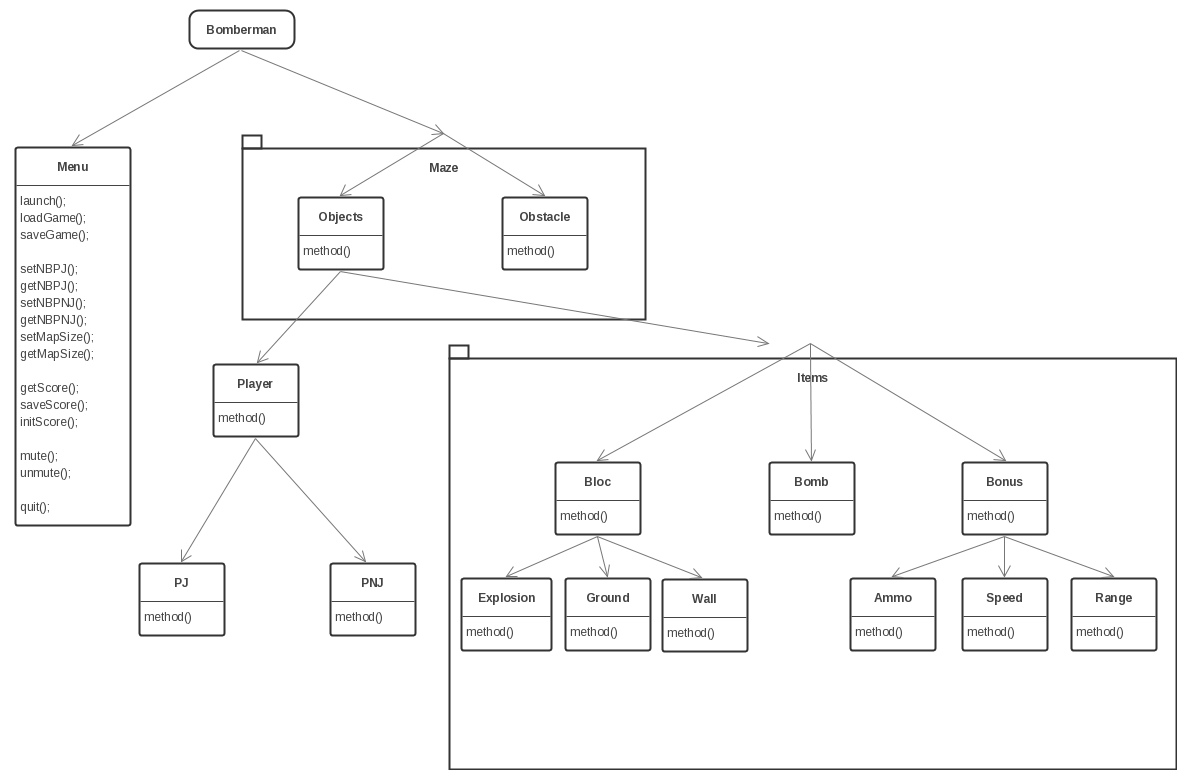 Bomberman
Menu
launch();
loadGame();
saveGame();
setNBPJ();
getNBPJ();
setNBPNJ();
getNBPNJ();
setMapSize();
getMapSize();
getScore();
saveScore();
initScore();
mute();
unmute();
quit();
Maze
Objects
method()
Obstacle
method()
Player
method()
PJ
method()
PNJ
method()
Items
Bloc
method()
Bomb
method()
Bonus
method()
Explosion
method()
Ground
method()
Wall
method()
Ammo
method()
Speed
method()
Range
method()